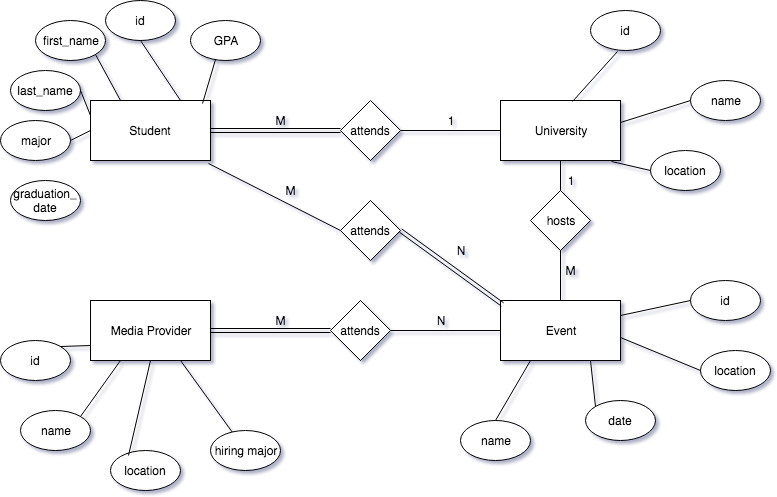 id
first_name
GPA
id
last_name
name
Student
M
attends
1
University
major
location
graduation_
date
M
1
attends
hosts
N
M
id
Media Provider
M
attends
N
Event
id
location
name
date
name
hiring major
location